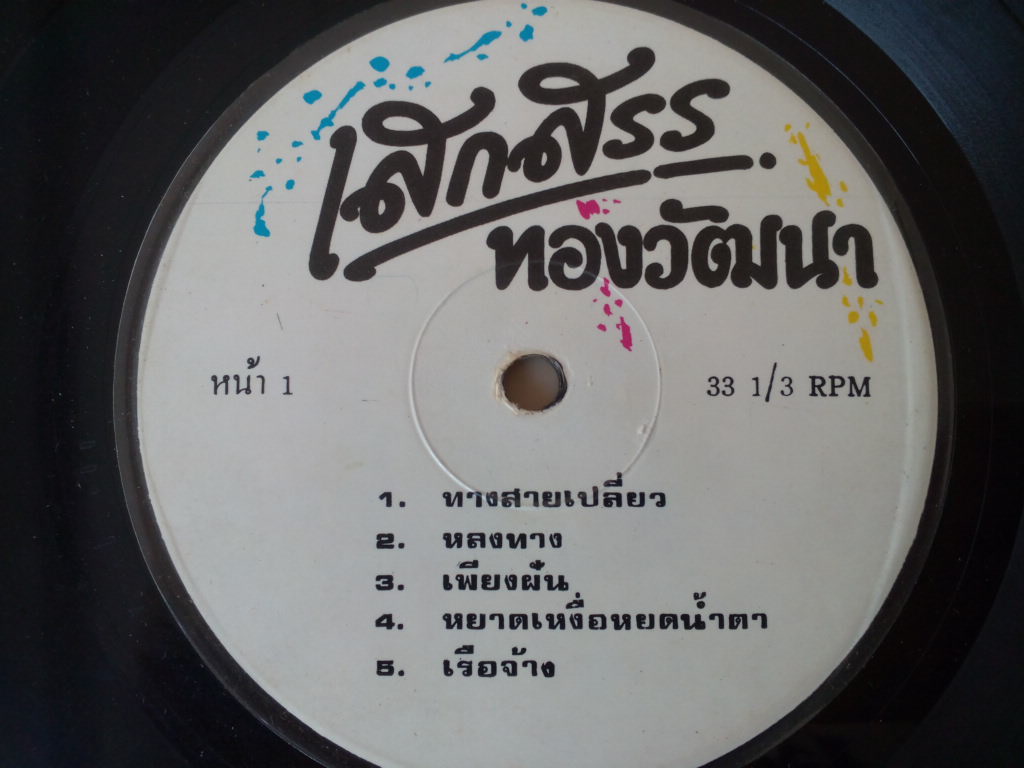 เสกสรร
ทองวัฒนา
หน้า 1
33 1/3 RPM
1. ทางสายเปลี่ยว
2. หลงทาง
3. เพียงฝัน
4. หยาดเหงื่อหยดน้ำตา
5. เรือจ้าง